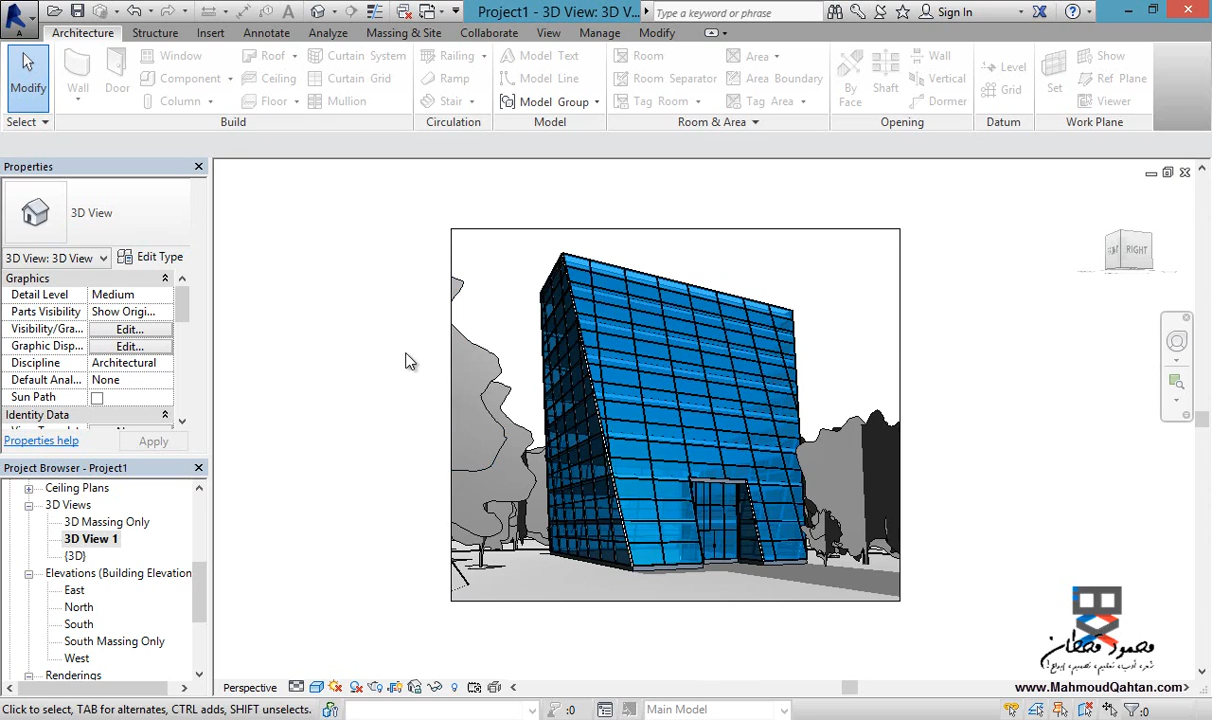 Project1 - 3D View: 3D V...
Type a keyword or phrase
Sign In
Architecture Structure Insert Annotate Analyze Massing & Site Collaborate View Manage Modify
Modify
Wall
Door
Window
Component
Column
Roof
Ceiling
Floor
Curtain System
Curtain Grid
Mullion
Railing
Ramp
Stair
Model Text
Model Line
Model Group
Room
Room Separator
Tag Room
Area
Area Boundary
Tag Area
By Face
Shaft
Wall
Vertical
Dormer
Level
Grid
Set
Show
Ref Plane
Viewer
Select Build Circulation Model Room & Area Opening Datum Work Plane
Properties
3D View
3D View: 3D View
Edit Type
Graphics
Detail Level Medium
Parts Visibility Show Origi...
Visibility/Gra... Edit...
Graphic Disp... Edit...
Discipline Architectural
Default Anal... None
Sun Path
Identity Data
Properties help
Apply
Project Browser - Project1
Ceiling Plans
3D Views
3D Massing Only
3D View 1
{3D}
Elevations (Building Elevation
East
North
South
South Massing Only
West
Renderings
RIGHT
محمود قحطان
www.MahmoudQahtan.com
Perspective
Click to select, TAB for alternates, CTRL adds, SHIFT unselects.
:0
Main Model
:0